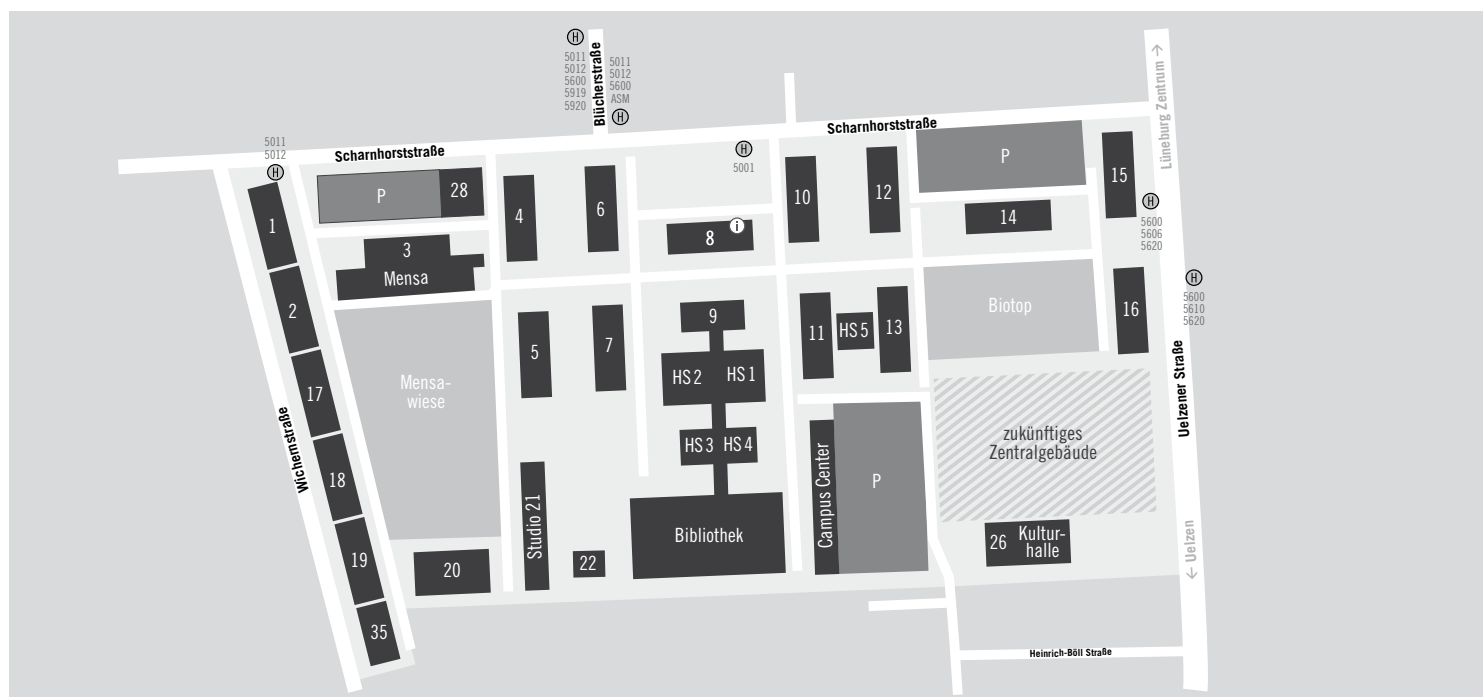 H
5011
5012
5600
5919
5920
Blücherstraße
5011
5012
5600
ASM
H
Lüneburg Zentrum →
5011
5012
H
Scharnhorststraße
H
5001
Scharnhorststraße
1
P
28
4
6
8
i
10
12
P
14
15
H
5600
5606
5620
3
Mensa
2
H
5600
5610
5620
Mensa-
wiese
5
7
9
HS 2
HS 1
HS 3
HS 4
11
HS 5
13
Biotop
16
Uelzener Straße
17
Wichernstraße
18
zukünftiges
Zentralgebäude
Studio 21
Bibliothek
Campus Center
P
26
Kultur-
halle
← Uelzen
19
20
22
35
Heinrich-Böll Straße